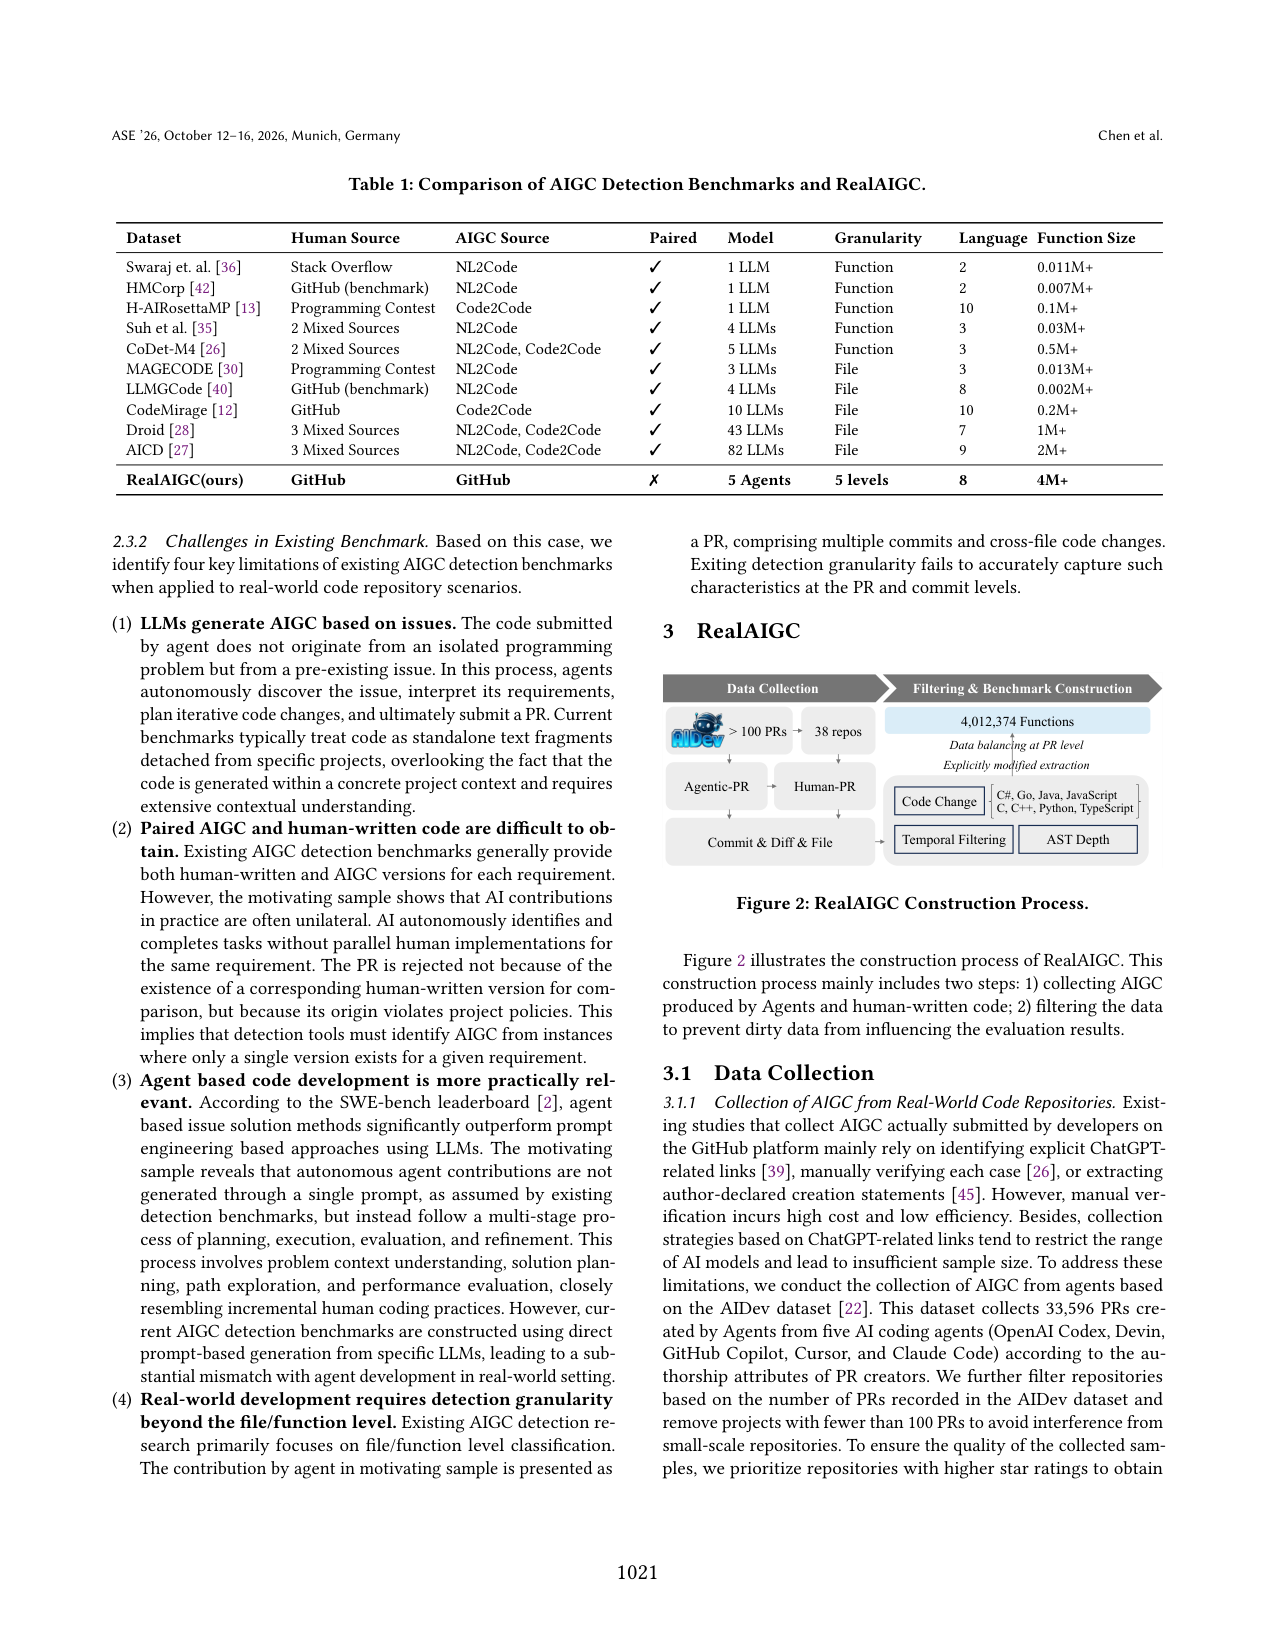 ASE '26, October 12–16, 2026, Munich, Germany
Chen et al.
Table 1: Comparison of AIGC Detection Benchmarks and RealAIGC.
Dataset Human Source AIGC Source Paired Model Granularity Language Function Size
Swaraj et. al. [36] Stack Overflow NL2Code ✓ 1 LLM Function 2 0.011M+
HMCorp [42] GitHub (benchmark) NL2Code ✓ 1 LLM Function 2 0.007M+
H-AIRosettaMP [13] Programming Contest Code2Code ✓ 1 LLM Function 10 0.1M+
Suh et al. [35] 2 Mixed Sources NL2Code ✓ 4 LLMs Function 3 0.03M+
CoDet-M4 [26] 2 Mixed Sources NL2Code, Code2Code ✓ 5 LLMs Function 3 0.5M+
MAGECODE [30] Programming Contest NL2Code ✓ 3 LLMs File 3 0.013M+
LLMGCode [40] GitHub (benchmark) NL2Code ✓ 4 LLMs File 8 0.002M+
CodeMirage [12] GitHub Code2Code ✓ 10 LLMs File 10 0.2M+
Droid [28] 3 Mixed Sources NL2Code, Code2Code ✓ 43 LLMs File 7 1M+
AICD [27] 3 Mixed Sources NL2Code, Code2Code ✓ 82 LLMs File 9 2M+
RealAIGC(ours) GitHub GitHub ✗ 5 Agents 5 levels 8 4M+
2.3.2 Challenges in Existing Benchmark. Based on this case, we
identify four key limitations of existing AIGC detection benchmarks
when applied to real-world code repository scenarios.
(1) LLMs generate AIGC based on issues. The code submitted
by agent does not originate from an isolated programming
problem but from a pre-existing issue. In this process, agents
autonomously discover the issue, interpret its requirements,
plan iterative code changes, and ultimately submit a PR. Current
benchmarks typically treat code as standalone text fragments
detached from specific projects, overlooking the fact that the
code is generated within a concrete project context and requires
extensive contextual understanding.
(2) Paired AIGC and human-written code are difficult to ob-
tain. Existing AIGC detection benchmarks generally provide
both human-written and AIGC versions for each requirement.
However, the motivating sample shows that AI contributions
in practice are often unilateral. AI autonomously identifies and
completes tasks without parallel human implementations for
the same requirement. The PR is rejected not because of the
existence of a corresponding human-written version for com-
parison, but because its origin violates project policies. This
implies that detection tools must identify AIGC from instances
where only a single version exists for a given requirement.
(3) Agent based code development is more practically rel-
evant. According to the SWE-bench leaderboard [2], agent
based issue solution methods significantly outperform prompt
engineering based approaches using LLMs. The motivating
sample reveals that autonomous agent contributions are not
generated through a single prompt, as assumed by existing
detection benchmarks, but instead follow a multi-stage pro-
cess of planning, execution, evaluation, and refinement. This
process involves problem context understanding, solution plan-
ning, path exploration, and performance evaluation, closely
resembling incremental human coding practices. However, cur-
rent AIGC detection benchmarks are constructed using direct
prompt-based generation from specific LLMs, leading to a sub-
stantial mismatch with agent development in real-world setting.
(4) Real-world development requires detection granularity
beyond the file/function level. Existing AIGC detection re-
search primarily focuses on file/function level classification.
The contribution by agent in motivating sample is presented as
a PR, comprising multiple commits and cross-file code changes.
Exiting detection granularity fails to accurately capture such
characteristics at the PR and commit levels.
3 RealAIGC
Data Collection
Filtering & Benchmark Construction
AIDev > 100 PRs
38 repos
Agentic-PR
Human-PR
Commit & Diff & File
4,012,374 Functions
Data balancing at PR level
Explicitly modified extraction
Code Change
C#, Go, Java, JavaScript
C, C++, Python, TypeScript
Temporal Filtering
AST Depth
Figure 2: RealAIGC Construction Process.
Figure 2 illustrates the construction process of RealAIGC. This
construction process mainly includes two steps: 1) collecting AIGC
produced by Agents and human-written code; 2) filtering the data
to prevent dirty data from influencing the evaluation results.
3.1 Data Collection
3.1.1 Collection of AIGC from Real-World Code Repositories. Exist-
ing studies that collect AIGC actually submitted by developers on
the GitHub platform mainly rely on identifying explicit ChatGPT-
related links [39], manually verifying each case [26], or extracting
author-declared creation statements [45]. However, manual ver-
ification incurs high cost and low efficiency. Besides, collection
strategies based on ChatGPT-related links tend to restrict the range
of AI models and lead to insufficient sample size. To address these
limitations, we conduct the collection of AIGC from agents based
on the AIDev dataset [22]. This dataset collects 33,596 PRs cre-
ated by Agents from five AI coding agents (OpenAI Codex, Devin,
GitHub Copilot, Cursor, and Claude Code) according to the au-
thorship attributes of PR creators. We further filter repositories
based on the number of PRs recorded in the AIDev dataset and
remove projects with fewer than 100 PRs to avoid interference from
small-scale repositories. To ensure the quality of the collected sam-
ples, we prioritize repositories with higher star ratings to obtain
1021